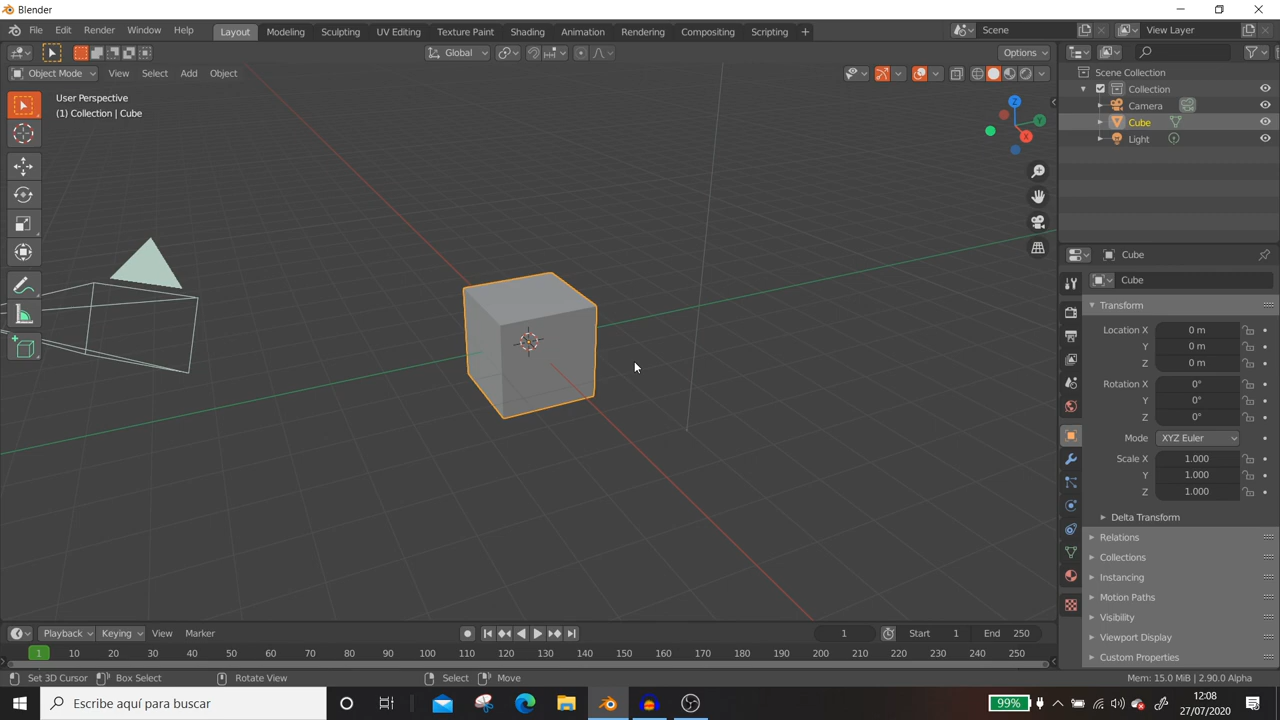 Blender
File Edit Render Window Help
Layout Modeling Sculpting UV Editing Texture Paint Shading Animation Rendering Compositing Scripting +
Scene
View Layer
Global
Options
Object Mode View Select Add Object
User Perspective
(1) Collection | Cube
Z
Y
X
Scene Collection
Collection
Camera
Cube
Light
Cube
Cube
Transform
Location X 0 m
Y 0 m
Z 0 m
Rotation X 0°
Y 0°
Z 0°
Mode XYZ Euler
Scale X 1.000
Y 1.000
Z 1.000
Delta Transform
Relations
Collections
Instancing
Motion Paths
Visibility
Viewport Display
Custom Properties
Playback Keying View Marker
1 Start 1 End 250
1 10 20 30 40 50 60 70 80 90 100 110 120 130 140 150 160 170 180 190 200 210 220 230 240 250
Set 3D Cursor Box Select Rotate View Select Move
Mem: 15.0 MiB | 2.90.0 Alpha
Escribe aquí para buscar
99%
12:08
27/07/2020